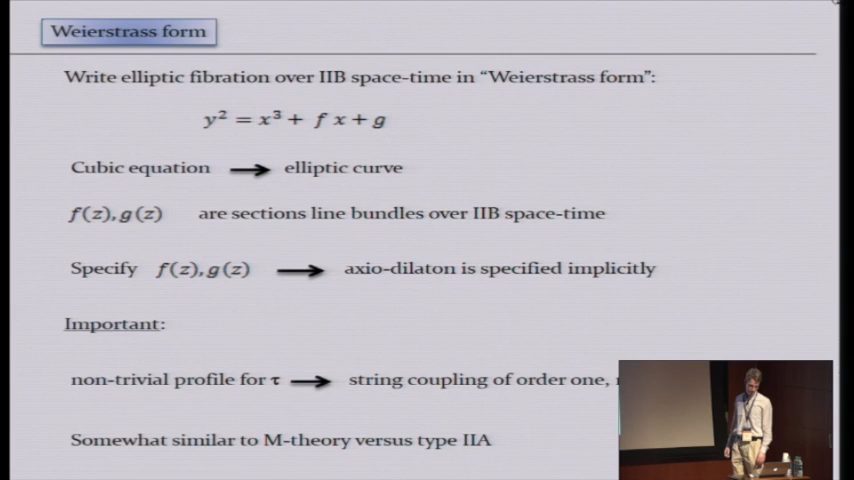 Weierstrass form
Write elliptic fibration over IIB space-time in “Weierstrass form”:
y² = x³ + f x + g
Cubic equation → elliptic curve
f(z), g(z) are sections line bundles over IIB space-time
Specify f(z), g(z) → axio-dilaton is specified implicitly
Important:
non-trivial profile for τ → string coupling of order one,
Somewhat similar to M-theory versus type IIA